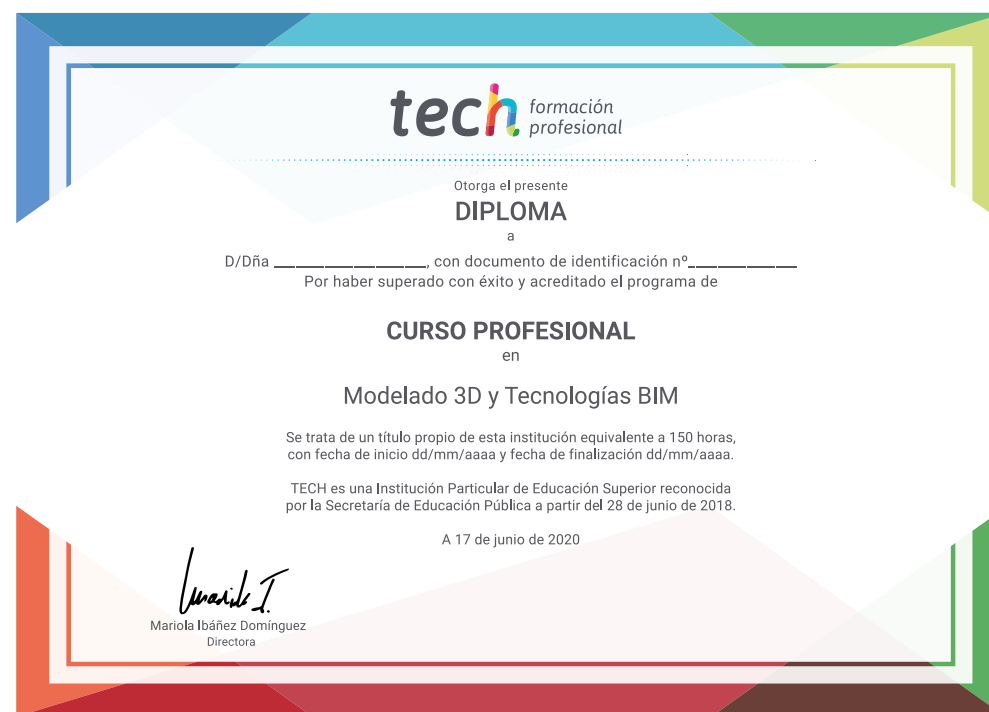 tech formación
profesional
Otorga el presente
DIPLOMA
a
D/Dña ______________, con documento de identificación nº__________
Por haber superado con éxito y acreditado el programa de
CURSO PROFESIONAL
en
Modelado 3D y Tecnologías BIM
Se trata de un título propio de esta institución equivalente a 150 horas,
con fecha de inicio dd/mm/aaaa y fecha de finalización dd/mm/aaaa.
TECH es una Institución Particular de Educación Superior reconocida
por la Secretaría de Educación Pública a partir del 28 de junio de 2018.
A 17 de junio de 2020
Mariola I.
Mariola Ibáñez Domínguez
Directora